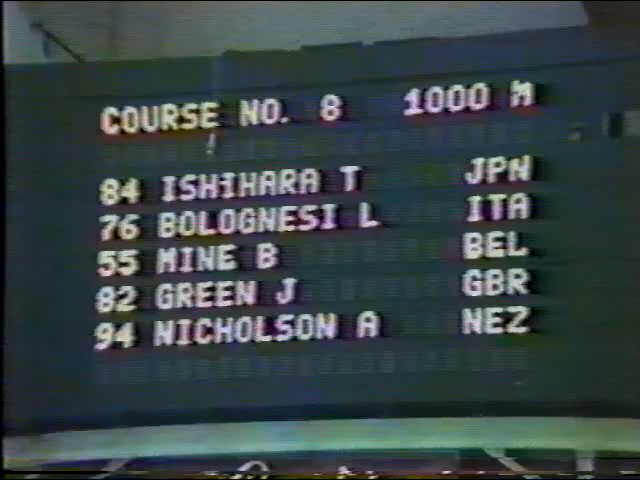 COURSE NO. 8 1000 M
84 ISHIHARA T JPN
76 BOLOGNESI L ITA
55 MINE B BEL
82 GREEN J GBR
94 NICHOLSON A NEZ